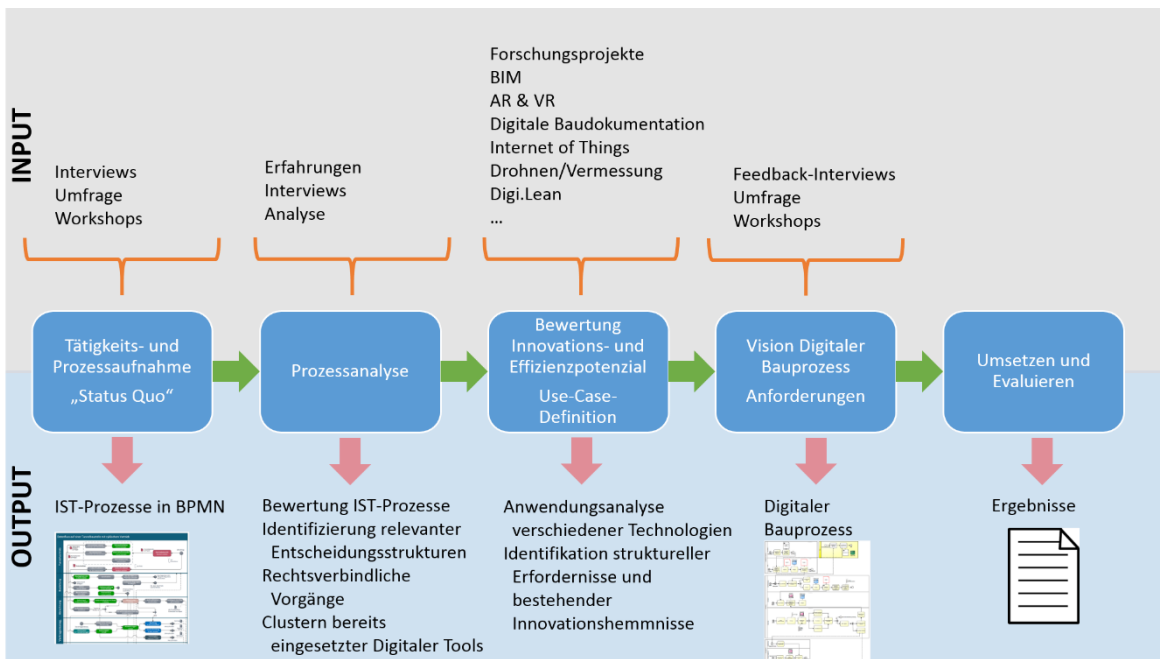 INPUT
Interviews
Umfrage
Workshops
Erfahrungen
Interviews
Analyse
Forschungsprojekte
BIM
AR & VR
Digitale Baudokumentation
Internet of Things
Drohnen/Vermessung
Digi.Lean
…
Feedback-Interviews
Umfrage
Workshops
Tätigkeits- und
Prozessaufnahme
„Status Quo“
Prozessanalyse
Bewertung
Innovations- und
Effizienzpotenzial
Use-Case-
Definition
Vision Digitaler
Bauprozess
Anforderungen
Umsetzen und
Evaluieren
OUTPUT
IST-Prozesse in BPMN
Bewertung IST-Prozesse
Identifizierung relevanter
Entscheidungsstrukturen
Rechtsverbindliche
Vorgänge
Clustern bereits
eingesetzter Digitaler Tools
Anwendungsanalyse
verschiedener Technologien
Identifikation struktureller
Erfordernisse und
bestehender
Innovationshemmnisse
Digitaler
Bauprozess
Ergebnisse